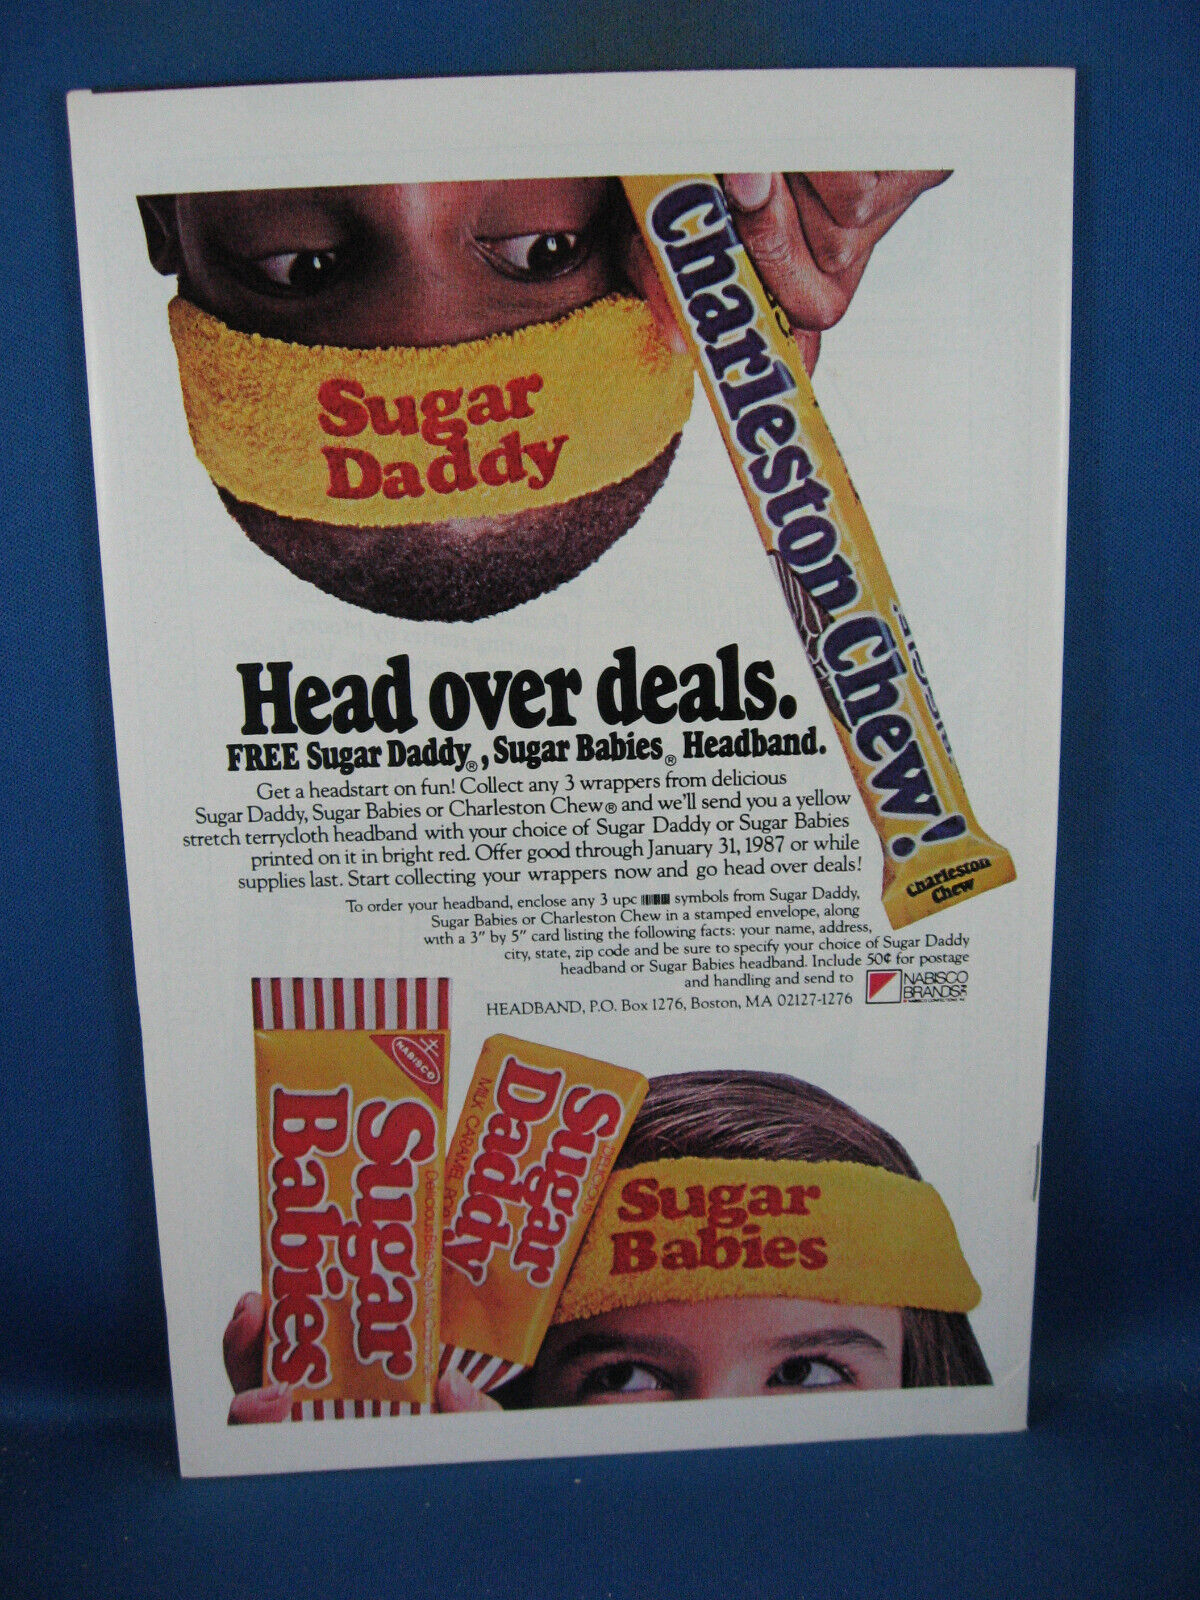 Sugar
Daddy
Charleston Chew!
Charleston
Chew
Head over deals.
FREE Sugar Daddy®, Sugar Babies® Headband.
Get a headstart on fun! Collect any 3 wrappers from delicious
Sugar Daddy, Sugar Babies or Charleston Chew® and we'll send you a yellow
stretch terrycloth headband with your choice of Sugar Daddy or Sugar Babies
printed on it in bright red. Offer good through January 31, 1987 or while
supplies last. Start collecting your wrappers now and go head over deals!
To order your headband, enclose any 3 upc symbols from Sugar Daddy,
Sugar Babies or Charleston Chew in a stamped envelope, along
with a 3" by 5" card listing the following facts: your name, address,
city, state, zip code and be sure to specify your choice of Sugar Daddy
headband or Sugar Babies headband. Include 50¢ for postage
and handling and send to
HEADBAND, P.O. Box 1276, Boston, MA 02127-1276
NABISCO
BRANDS
NABISCO
Sugar
Babies
DELICIOUS
Sugar
Daddy
MILK CARAMEL POP
Sugar
Babies